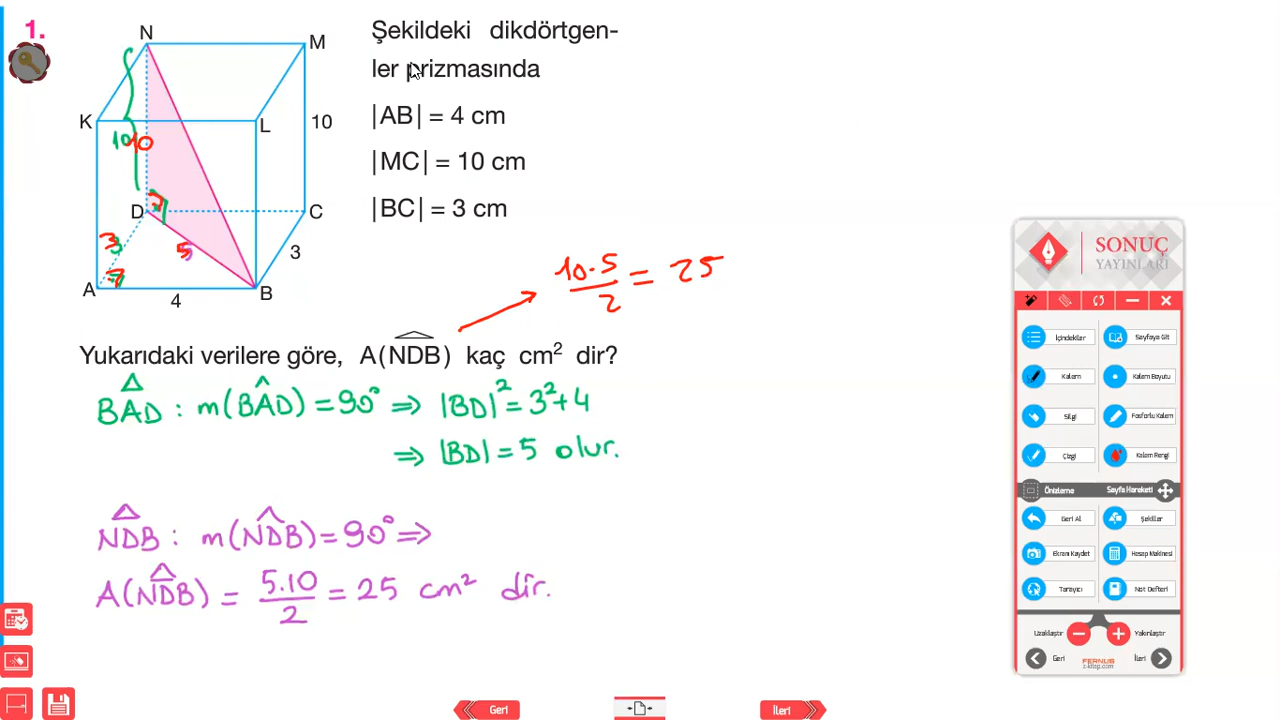 1.
N
M
Şekildeki dikdörtgen-
ler prizmasında
K
L
10
|AB| = 4 cm
10
10
|MC| = 10 cm
D
C
|BC| = 3 cm
3
3
5
3
A
B
4
10.5/2 = 25
Yukarıdaki verilere göre, A(NDB) kaç cm² dir?
BAD : m(BAD) = 90° ⇒ |BD|² = 3² + 4
⇒ |BD| = 5 olur.
NDB : m(NDB) = 90° ⇒
A(NDB) = 5.10/2 = 25 cm² dir.
SONUÇ
YAYINLARI
İçindekiler
Sayfaya Git
Kalem
Kalem Boyutu
Silgi
Fosforlu Kalem
Çizgi
Kalem Rengi
Önizleme
Sayfa Hareketi
Geri Al
Şekiller
Ekranı Kaydet
Hesap Makinesi
Tarayıcı
Not Defteri
Uzaklaştır
Yakınlaştır
Geri
FERNUS
z-kitap.com
İleri
Geri
İleri